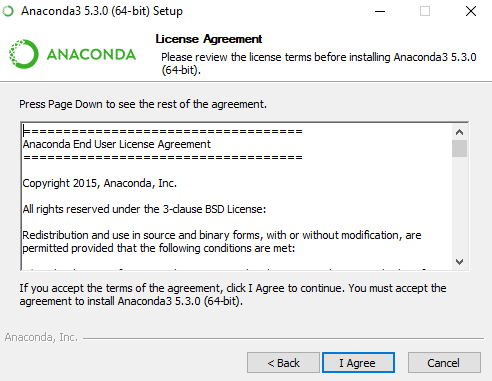 Anaconda3 5.3.0 (64-bit) Setup
ANACONDA
License Agreement
Please review the license terms before installing Anaconda3 5.3.0
(64-bit).
Press Page Down to see the rest of the agreement.
===================================
Anaconda End User License Agreement
===================================
Copyright 2015, Anaconda, Inc.
All rights reserved under the 3-clause BSD License:
Redistribution and use in source and binary forms, with or without modification, are
permitted provided that the following conditions are met:
If you accept the terms of the agreement, click I Agree to continue. You must accept the
agreement to install Anaconda3 5.3.0 (64-bit).
Anaconda, Inc.
< Back
I Agree
Cancel